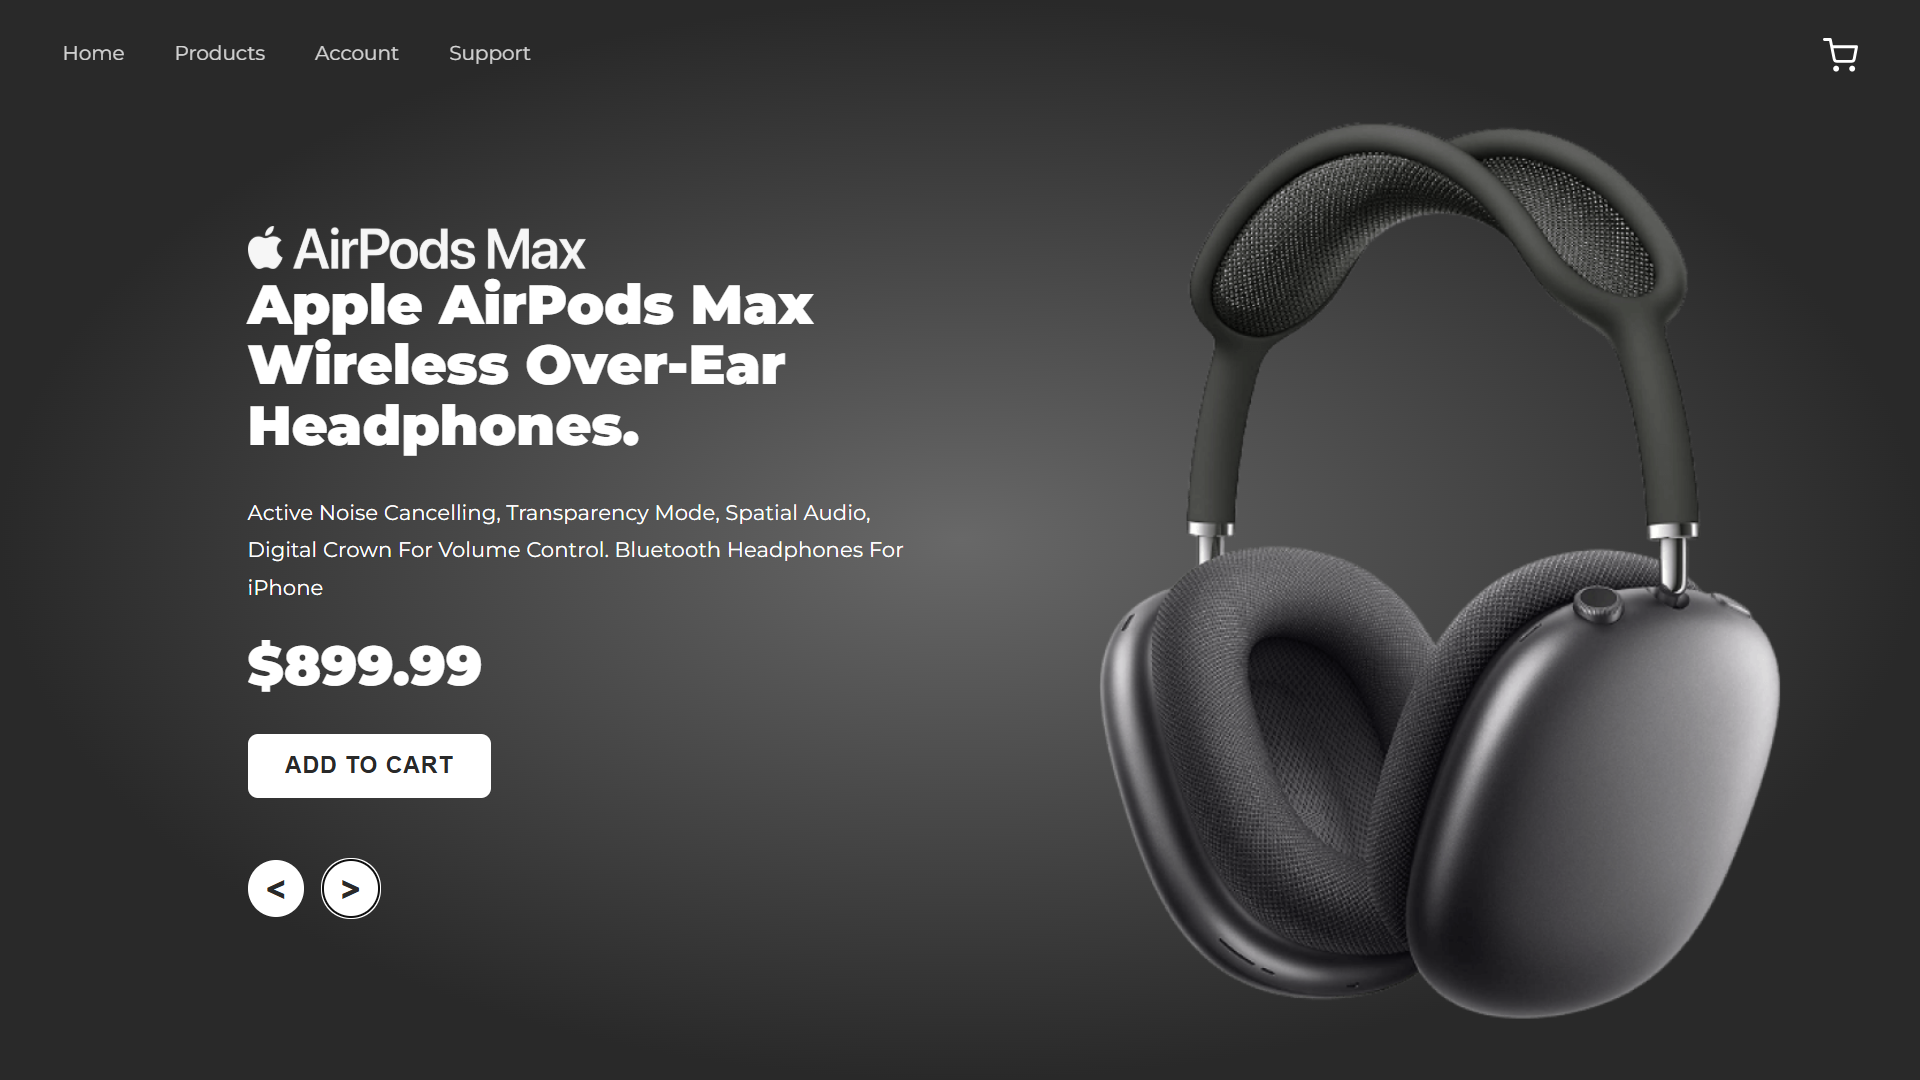 Home Products Account Support
AirPods Max
Apple AirPods Max
Wireless Over-Ear
Headphones.
Active Noise Cancelling, Transparency Mode, Spatial Audio,
Digital Crown For Volume Control. Bluetooth Headphones For
iPhone
$899.99
ADD TO CART
< >